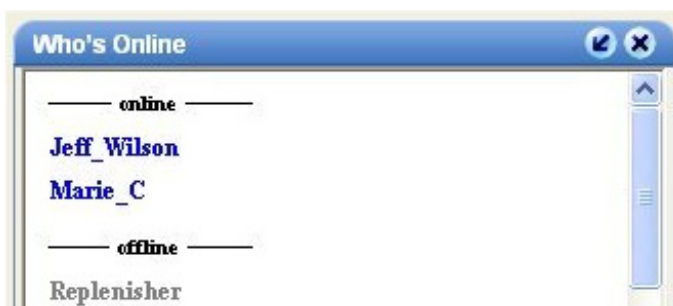 Who's Online
online
Jeff_Wilson
Marie_C
offline
Replenisher